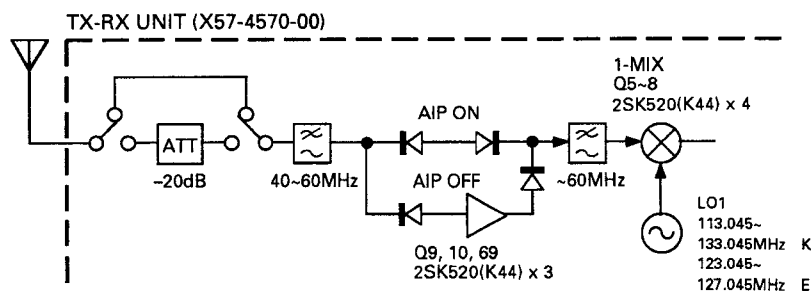 TX-RX UNIT (X57-4570-00)
1-MIX
Q5~8
2SK520(K44) x 4
AIP ON
ATT
-20dB
40~60MHz
AIP OFF
~60MHz
Q9, 10, 69
2SK520(K44) x 3
LO1
113.045~
133.045MHz K
123.045~
127.045MHz E